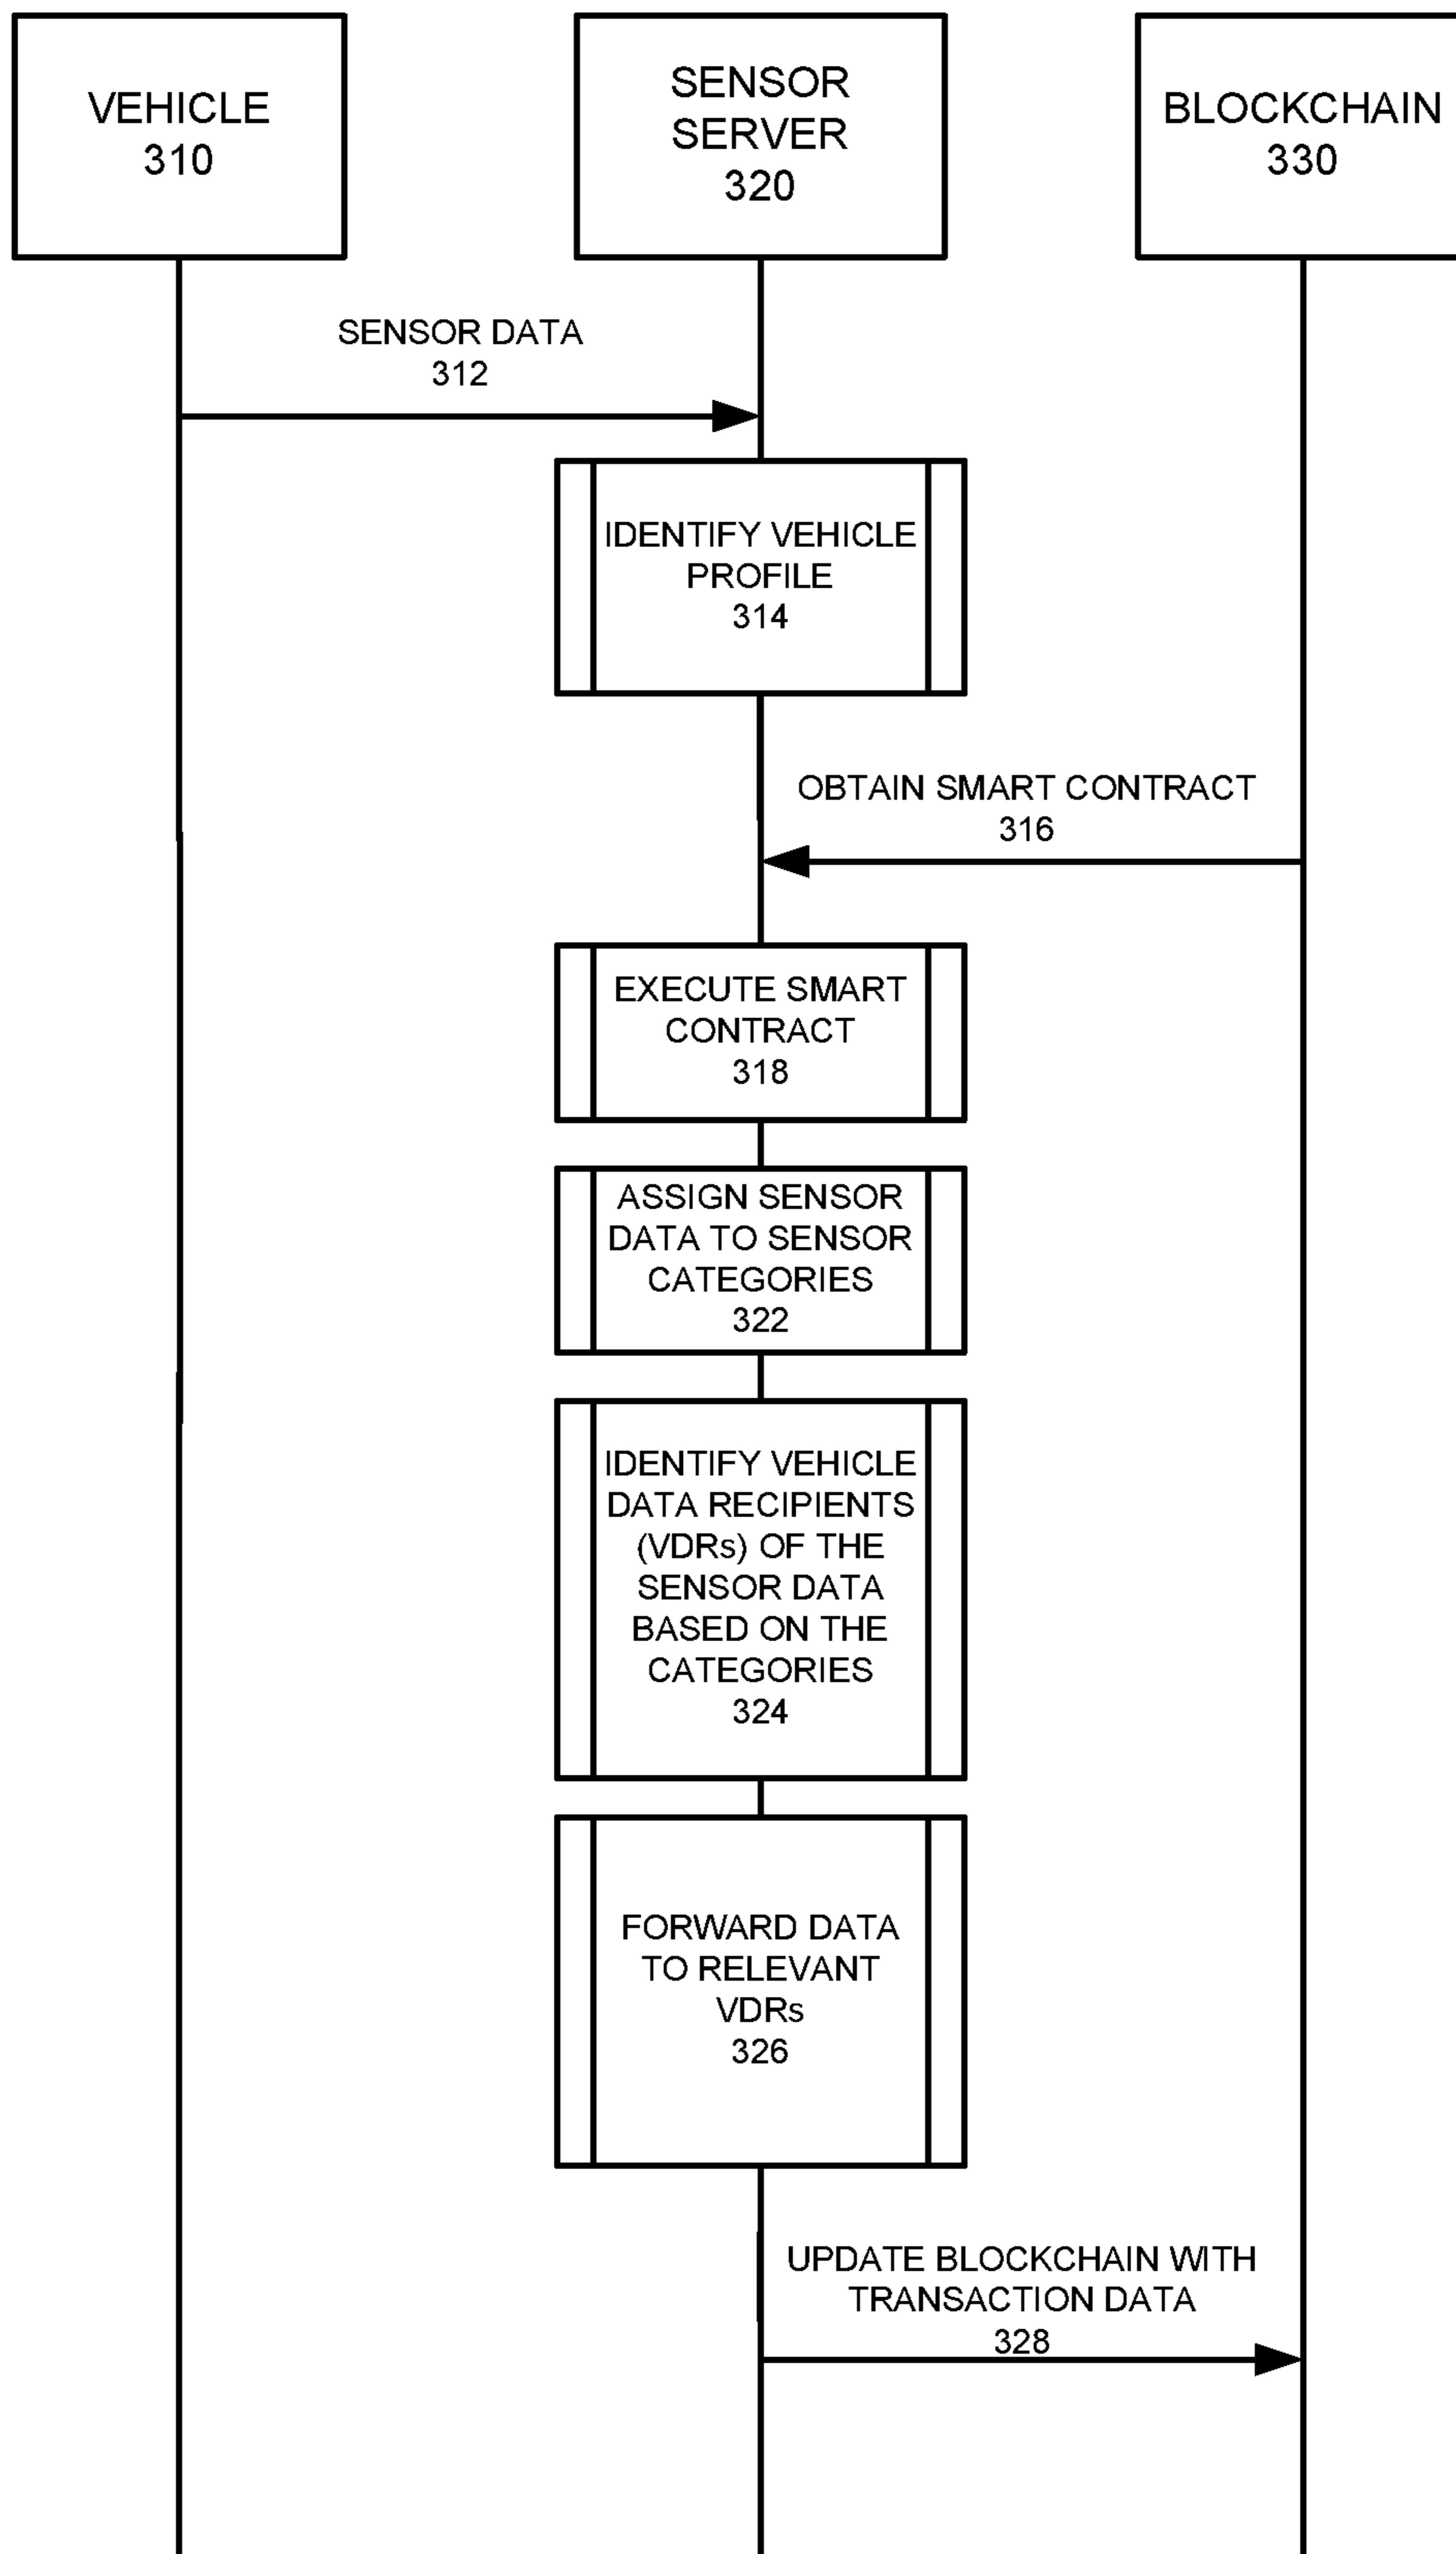 VEHICLE
310
SENSOR
SERVER
320
BLOCKCHAIN
330
SENSOR DATA
312
IDENTIFY VEHICLE
PROFILE
314
OBTAIN SMART CONTRACT
316
EXECUTE SMART
CONTRACT
318
ASSIGN SENSOR
DATA TO SENSOR
CATEGORIES
322
IDENTIFY VEHICLE
DATA RECIPIENTS
(VDRs) OF THE
SENSOR DATA
BASED ON THE
CATEGORIES
324
FORWARD DATA
TO RELEVANT
VDRs
326
UPDATE BLOCKCHAIN WITH
TRANSACTION DATA
328